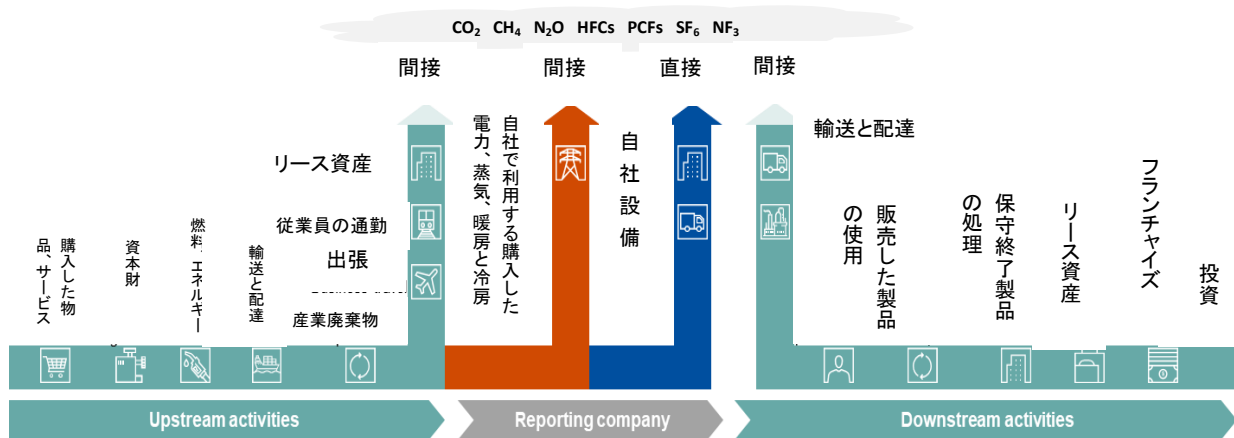 CO₂ CH₄ N₂O HFCs PCFs SF₆ NF₃
間接
間接
直接
間接
購入した物
品、サービス
資本財
燃料、エネルギー
輸送と配達
リース資産
従業員の通勤
出張
産業廃棄物
自社で利用する購入した
電力、蒸気、暖房と冷房
自社設備
輸送と配達
販売した製品
の使用
保守終了製品
の処理
リース資産
フランチャイズ
投資
Upstream activities
Reporting company
Downstream activities